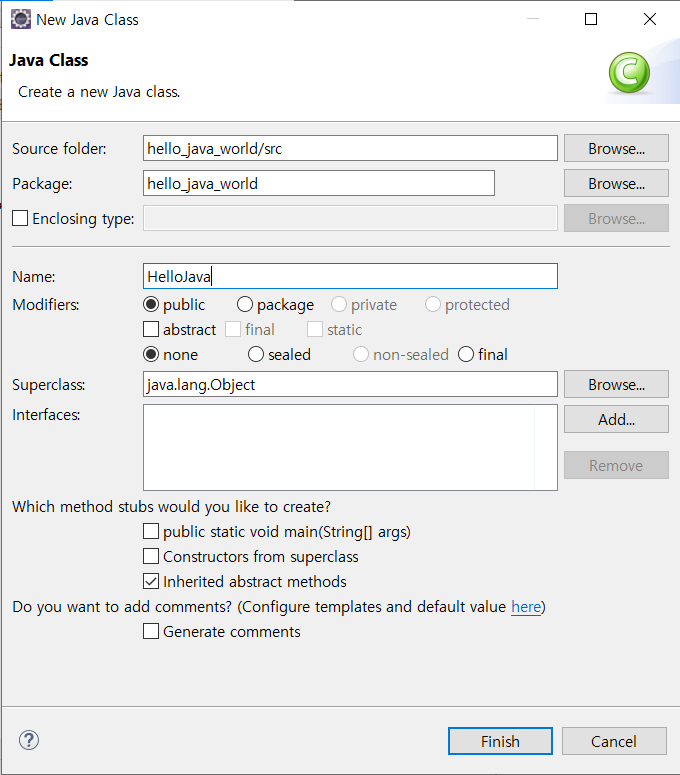 New Java Class
Java Class
Create a new Java class.
Source folder: hello_java_world/src Browse...
Package: hello_java_world Browse...
Enclosing type: Browse...
Name: HelloJava
Modifiers: public package private protected
abstract final static
none sealed non-sealed final
Superclass: java.lang.Object Browse...
Interfaces: Add...
Remove
Which method stubs would you like to create?
public static void main(String[] args)
Constructors from superclass
Inherited abstract methods
Do you want to add comments? (Configure templates and default value here)
Generate comments
? Finish Cancel